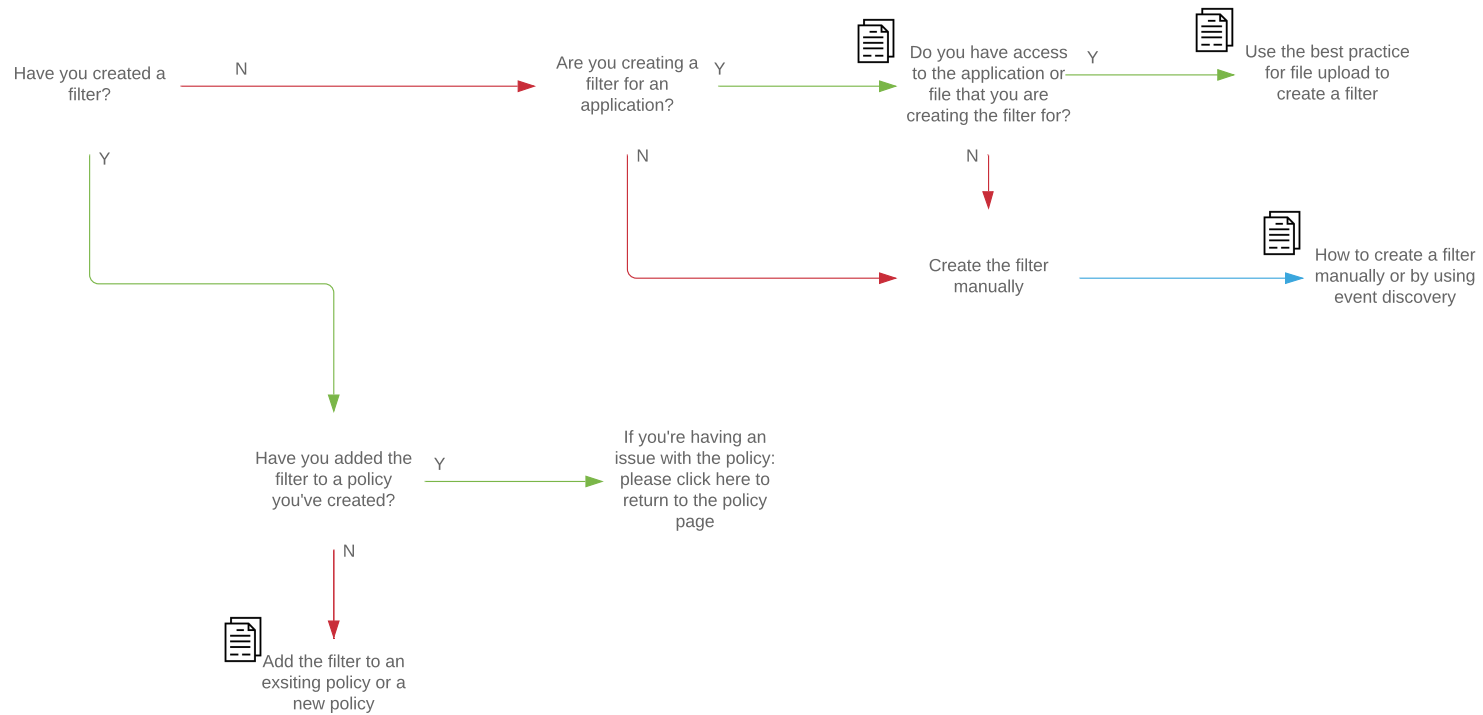 Have you created a
filter?
N
Are you creating a
filter for an
application?
Y
Do you have access
to the application or
file that you are
creating the filter for?
Y
Use the best practice
for file upload to
create a filter
Y
N
N
Create the filter
manually
How to create a filter
manually or by using
event discovery
Have you added the
filter to a policy
you've created?
Y
If you're having an
issue with the policy:
please click here to
return to the policy
page
N
Add the filter to an
exsiting policy or a
new policy